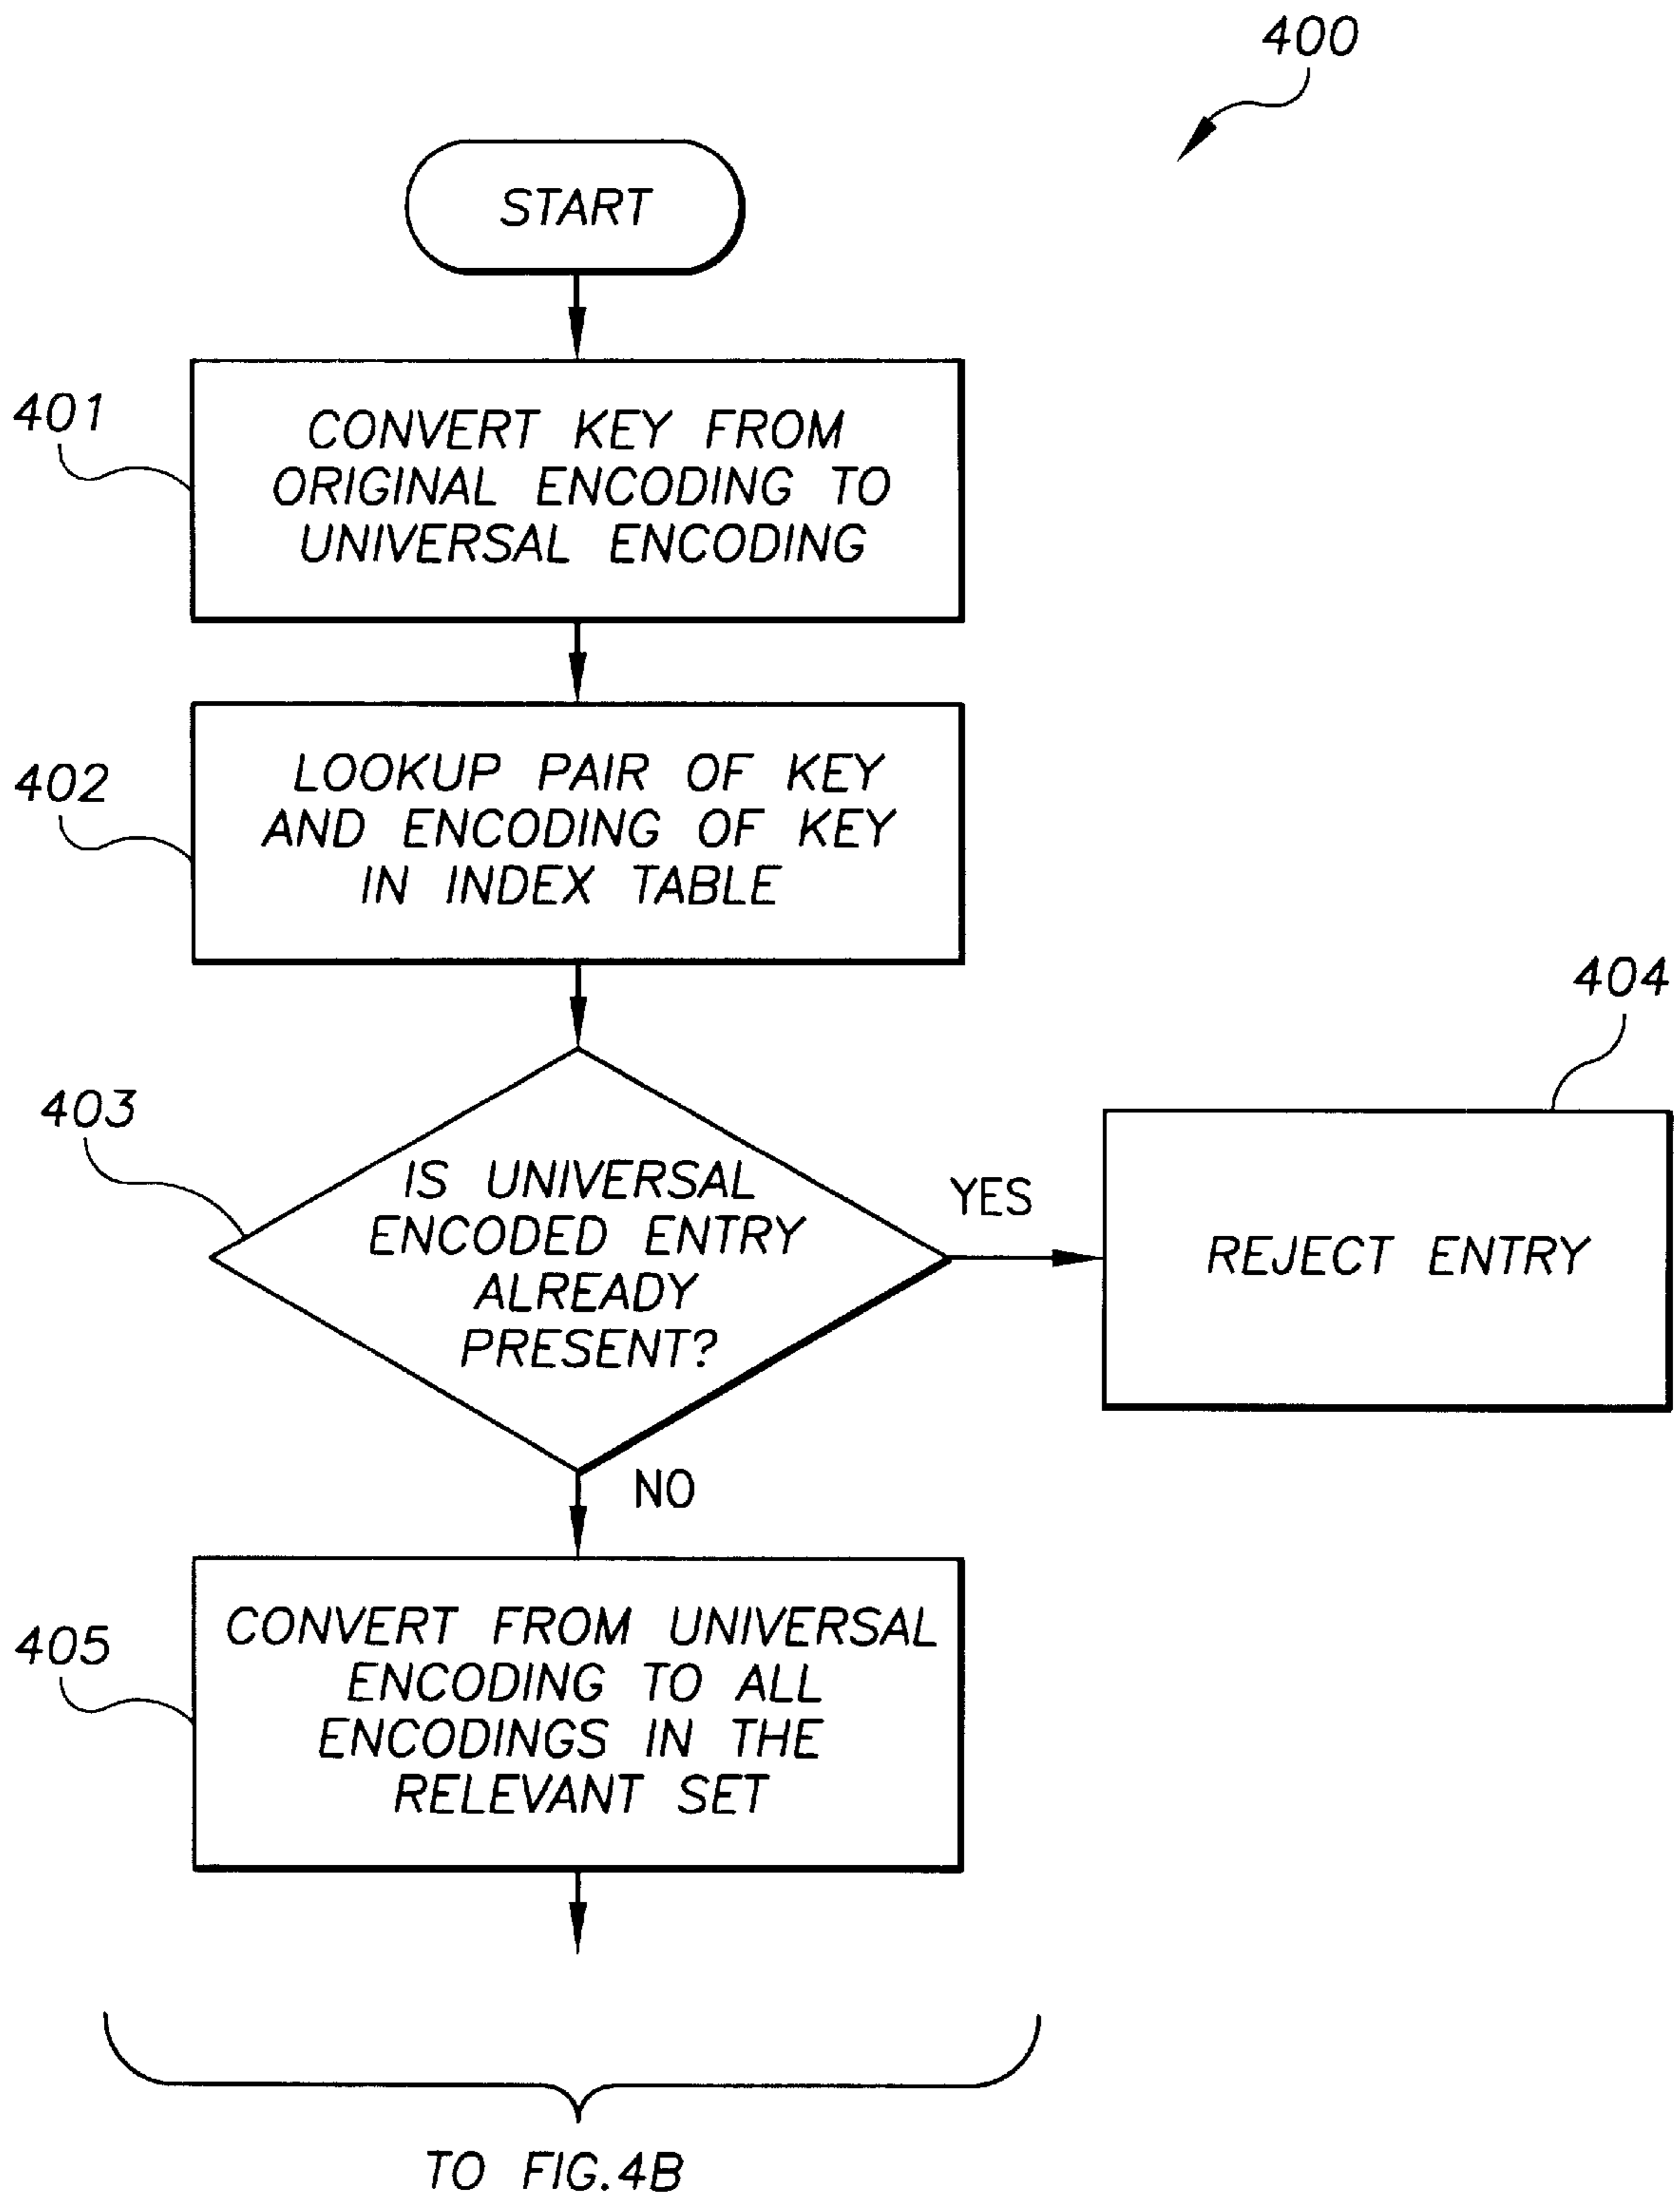 400
START
401
CONVERT KEY FROM
ORIGINAL ENCODING TO
UNIVERSAL ENCODING
402
LOOKUP PAIR OF KEY
AND ENCODING OF KEY
IN INDEX TABLE
403
IS UNIVERSAL
ENCODED ENTRY
ALREADY
PRESENT?
YES
404
REJECT ENTRY
NO
405
CONVERT FROM UNIVERSAL
ENCODING TO ALL
ENCODINGS IN THE
RELEVANT SET
TO FIG.4B